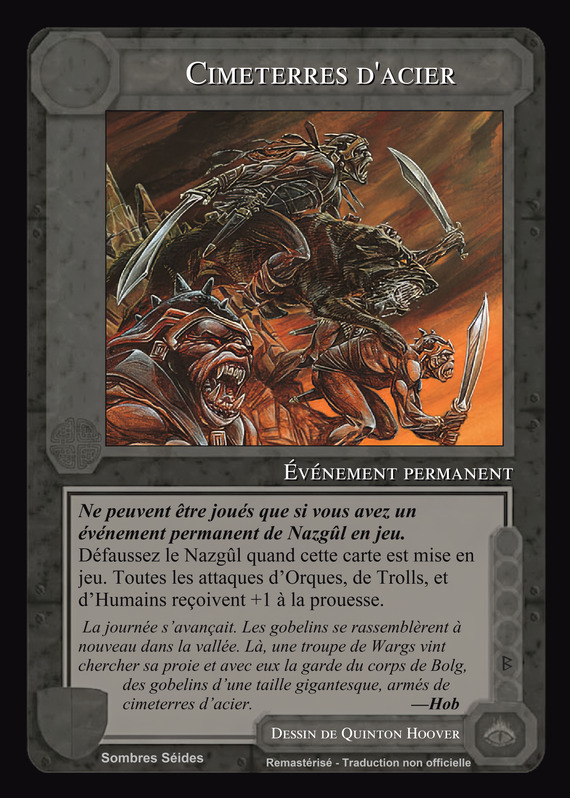 CIMETERRES D'ACIER
ÉVÉNEMENT PERMANENT
Ne peuvent être joués que si vous avez un
événement permanent de Nazgûl en jeu.
Défaussez le Nazgûl quand cette carte est mise en
jeu. Toutes les attaques d’Orques, de Trolls, et
d’Humains reçoivent +1 à la prouesse.
La journée s’avançait. Les gobelins se rassemblèrent à
nouveau dans la vallée. Là, une troupe de Wargs vint
chercher sa proie et avec eux la garde du corps de Bolg,
des gobelins d’une taille gigantesque, armés de
cimeterres d’acier. —Hob
ᛒ
DESSIN DE QUINTON HOOVER
Sombres Séides
Remastérisé - Traduction non officielle